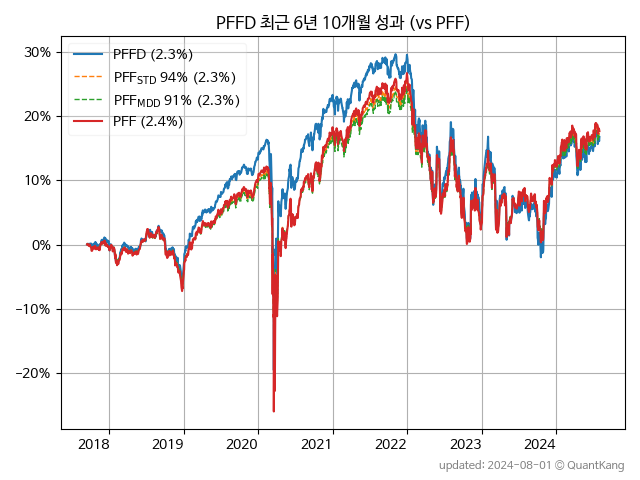 PFFD 최근 6년 10개월 성과 (vs PFF)
PFFD (2.3%)
PFF_STD 94% (2.3%)
PFF_MDD 91% (2.3%)
PFF (2.4%)
30%
20%
10%
0%
−10%
−20%
2018 2019 2020 2021 2022 2023 2024
updated: 2024-08-01 © QuantKang